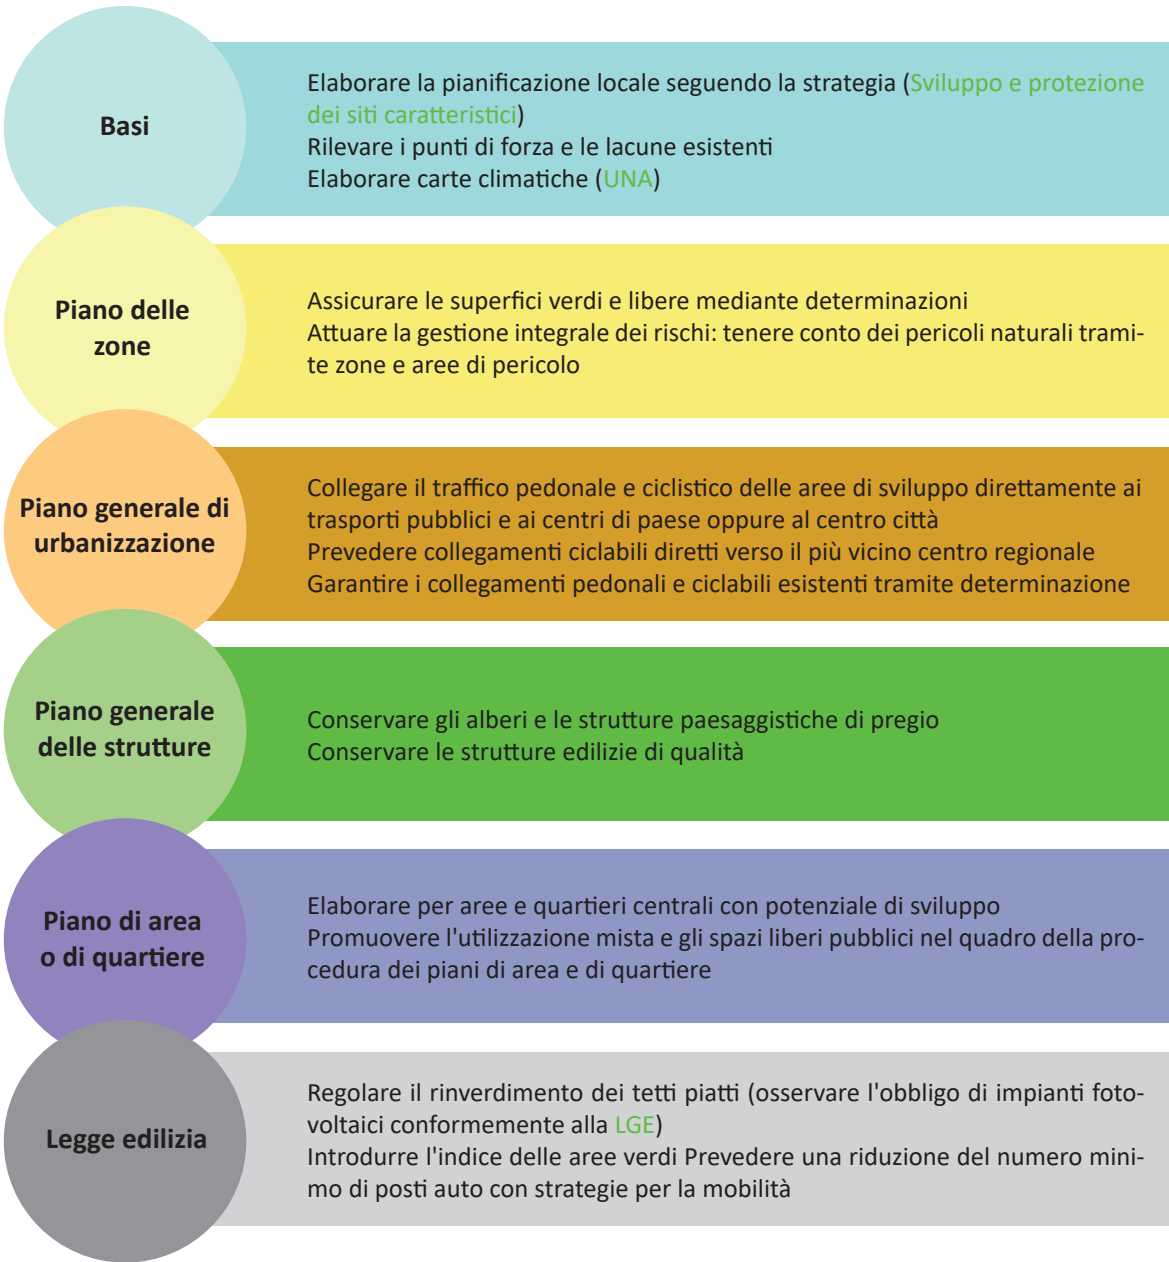 Basi
Elaborare la pianificazione locale seguendo la strategia (Sviluppo e protezione
dei siti caratteristici)
Rilevare i punti di forza e le lacune esistenti
Elaborare carte climatiche (UNA)
Piano delle
zone
Assicurare le superfici verdi e libere mediante determinazioni
Attuare la gestione integrale dei rischi: tenere conto dei pericoli naturali trami-
te zone e aree di pericolo
Piano generale di
urbanizzazione
Collegare il traffico pedonale e ciclistico delle aree di sviluppo direttamente ai
trasporti pubblici e ai centri di paese oppure al centro città
Prevedere collegamenti ciclabili diretti verso il più vicino centro regionale
Garantire i collegamenti pedonali e ciclabili esistenti tramite determinazione
Piano generale
delle strutture
Conservare gli alberi e le strutture paesaggistiche di pregio
Conservare le strutture edilizie di qualità
Piano di area
o di quartiere
Elaborare per aree e quartieri centrali con potenziale di sviluppo
Promuovere l'utilizzazione mista e gli spazi liberi pubblici nel quadro della pro-
cedura dei piani di area e di quartiere
Legge edilizia
Regolare il rinverdimento dei tetti piatti (osservare l'obbligo di impianti foto-
voltaici conformemente alla LGE)
Introdurre l'indice delle aree verdi Prevedere una riduzione del numero mini-
mo di posti auto con strategie per la mobilità